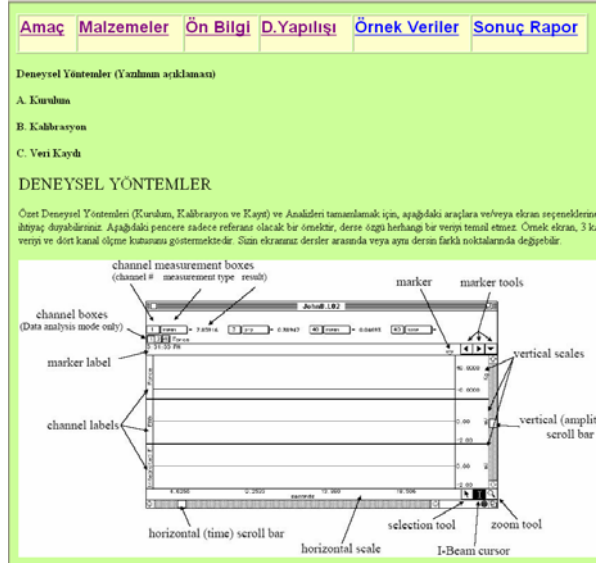 Amaç Malzemeler Ön Bilgi D.Yapılışı Örnek Veriler Sonuç Rapor
Deneysel Yöntemler (Yazılımın açıklaması)
A. Kurulum
B. Kalibrasyon
C. Veri Kaydı
DENEYSEL YÖNTEMLER
Özet Deneysel Yöntemleri (Kurulum, Kalibrasyon ve Kayıt) ve Analizleri tamamlamak için, aşağıdaki araçlara ve/veya ekran seçeneklerine
ihtiyaç duyabilirsiniz. Aşağıdaki pencere sadece referans olacak bir örnektir, derse özgü herhangi bir veriyi temsil etmez. Örnek ekran, 3 ka
veriyi ve dört kanal ölçme kutusunu göstermektedir. Sizin ekranınız dersler arasında veya aynı dersin farklı noktalarında değişebilir.
channel measurement boxes
(channel # measurement type result)
marker
marker tools
JohnD.L02
channel boxes
(Data analysis mode only)
Force
marker label
vertical scales
channel labels
vertical (amplit
scroll bar
seconds
horizontal (time) scroll bar
horizontal scale
selection tool
zoom tool
I-Beam cursor